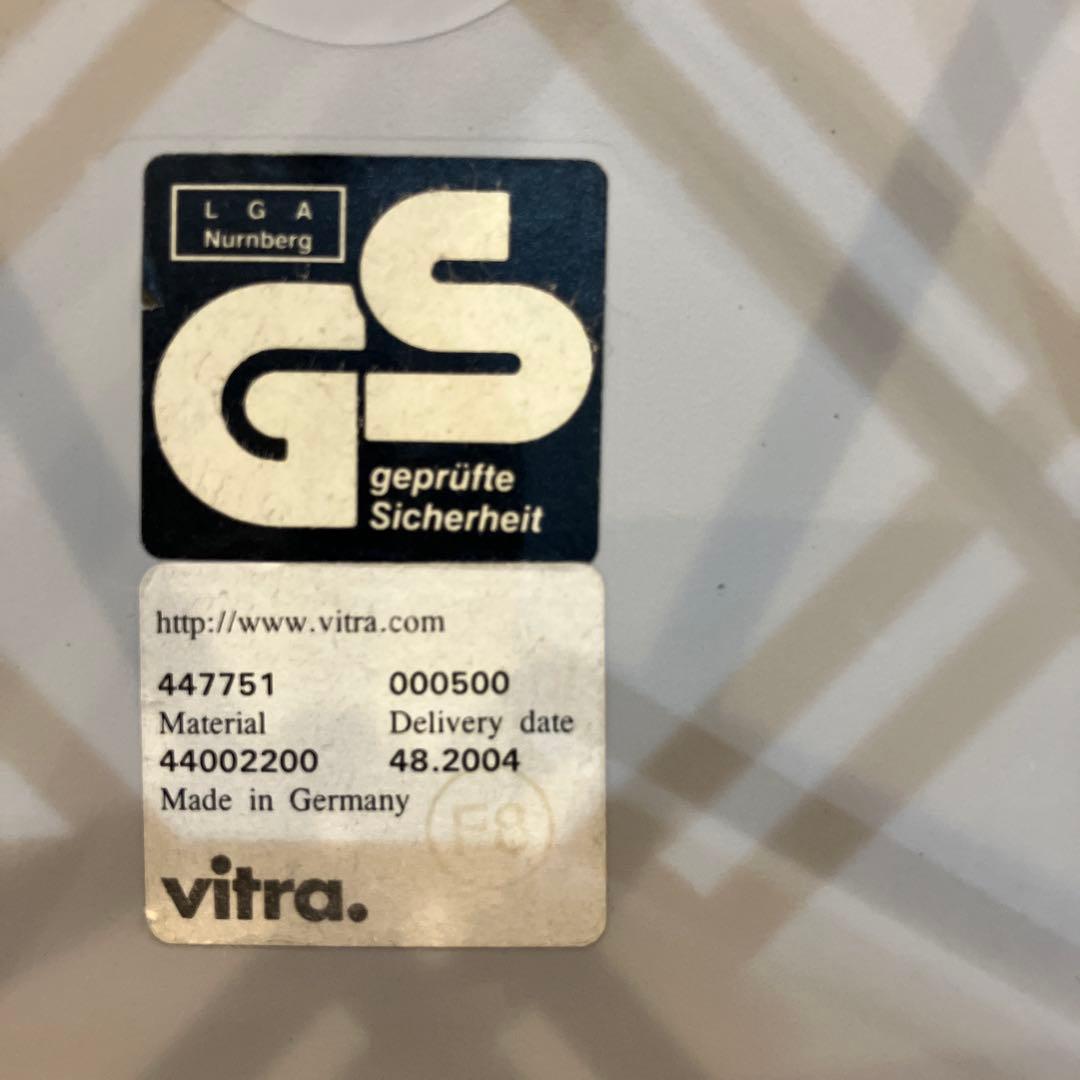 L G A
Nurnberg
GS
geprüfte
Sicherheit
http://www.vitra.com
447751 000500
Material Delivery date
44002200 48.2004
Made in Germany
F8
vitra.